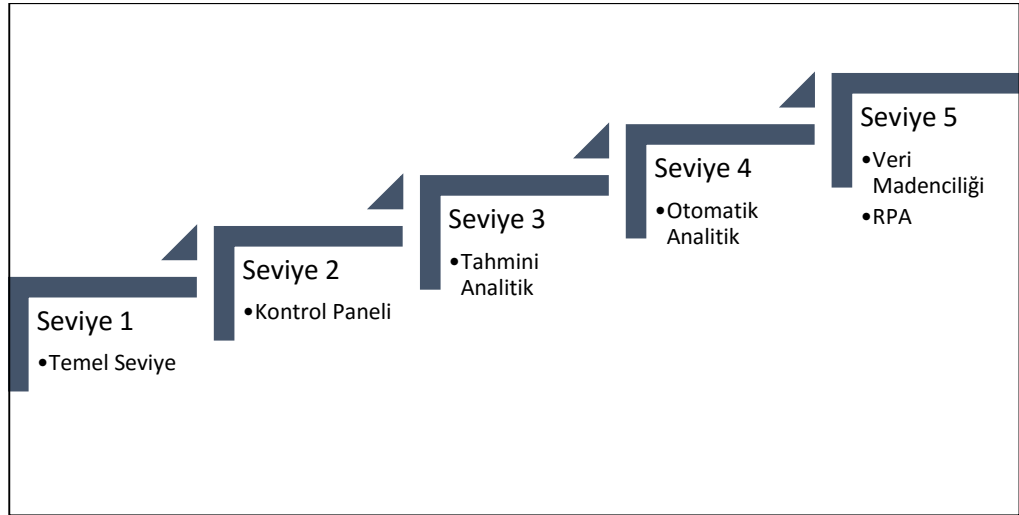 Seviye 1
•Temel Seviye
Seviye 2
•Kontrol Paneli
Seviye 3
•Tahmini
Analitik
Seviye 4
•Otomatik
Analitik
Seviye 5
•Veri
Madenciliği
•RPA